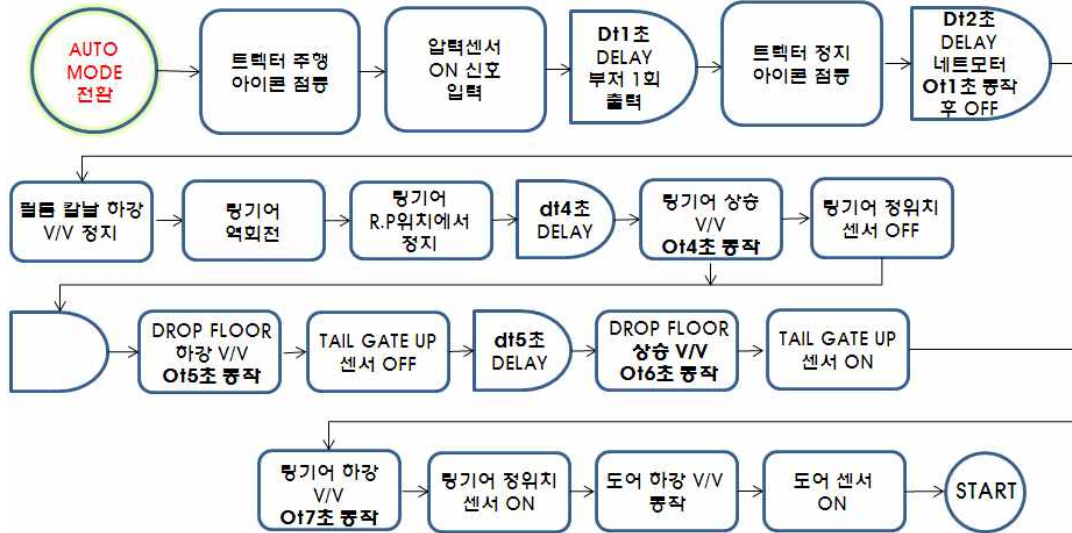 AUTO
MODE
전환
트렉터 주행
아이콘 점등
압력센서
ON 신호
입력
Dt1초
DELAY
부저 1회
출력
트렉터 정지
아이콘 점등
Dt2초
DELAY
네트모터
Ot1초 동작
후 OFF
필름 칼날 하강
V/V 정지
링기어
역회전
링기어
R.P위치에서
정지
dt4초
DELAY
링기어 상승
V/V
Ot4초 동작
링기어 정위치
센서 OFF
DROP FLOOR
하강 V/V
Ot5초 동작
TAIL GATE UP
센서 OFF
dt5초
DELAY
DROP FLOOR
상승 V/V
Ot6초 동작
TAIL GATE UP
센서 ON
링기어 하강
V/V
Ot7초 동작
링기어 정위치
센서 ON
도어 하강 V/V
동작
도어 센서
ON
START